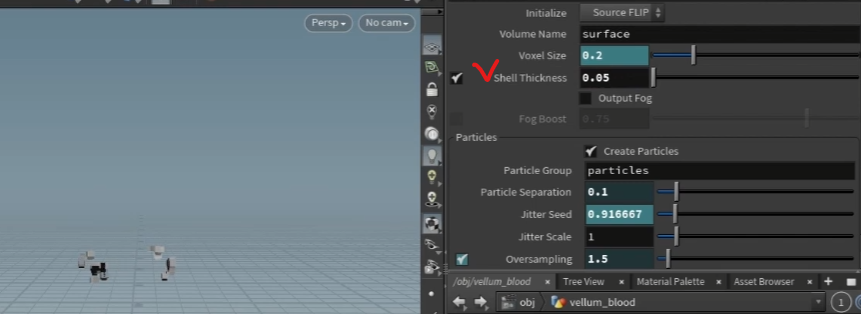 Persp
No cam
Initialize Source FLIP
Volume Name surface
Voxel Size 0.2
Shell Thickness 0.05
Output Fog
Fog Boost 0.75
Particles
Create Particles
Particle Group particles
Particle Separation 0.1
Jitter Seed 0.916667
Jitter Scale 1
Oversampling 1.5
/obj/vellum_blood × Tree View × Material Palette × Asset Browser × +
obj vellum_blood 1